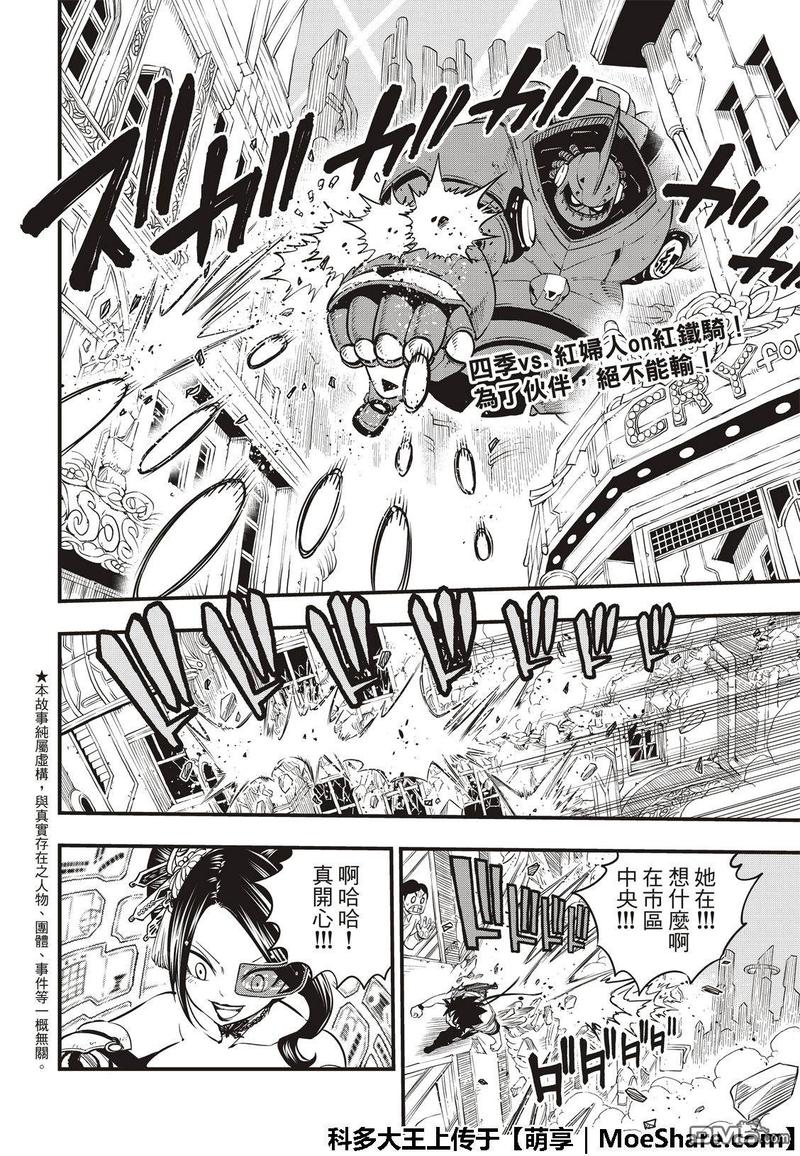 ズガガガガガ
四季vs.紅婦人on紅鐵騎！
為了伙伴，絕不能輸！
CRY for
SOS
ドドドドドドド
她在!!!
想什麼啊
在市區
中央!!!
ドドド
啊哈哈！
真開心!!!
★本故事純屬虛構，與真實存在之人物、團體、事件等一概無關。
科多大王上传于【萌享｜MoeShare.com】
DM5.com